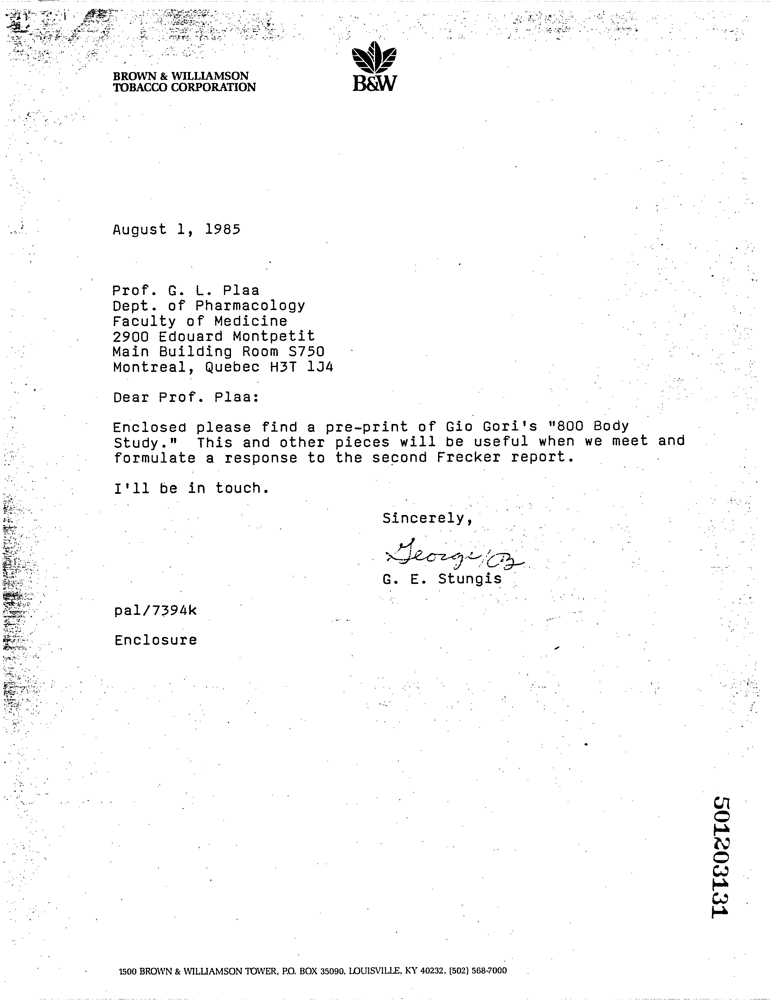 BROWN & WILLIAMSON
TOBACCO CORPORATION
B&W
August 1, 1985
Prof. G. L. Plaa
Dept. of Pharmacology
Faculty of Medicine
2900 Edouard Montpetit
Main Building Room S750
Montreal, Quebec H3T 1J4
Dear Prof. Plaa:
Enclosed please find a pre-print of Gio Gori's "800 Body
Study." This and other pieces will be useful when we meet and
formulate a response to the second Frecker report.
I'll be in touch.
Sincerely,
George
G. E. Stungis
pal/7394k
Enclosure
501203131
1500 BROWN & WILLIAMSON TOWER, P.O. BOX 35090, LOUISVILLE, KY 40232, (502) 568-7000